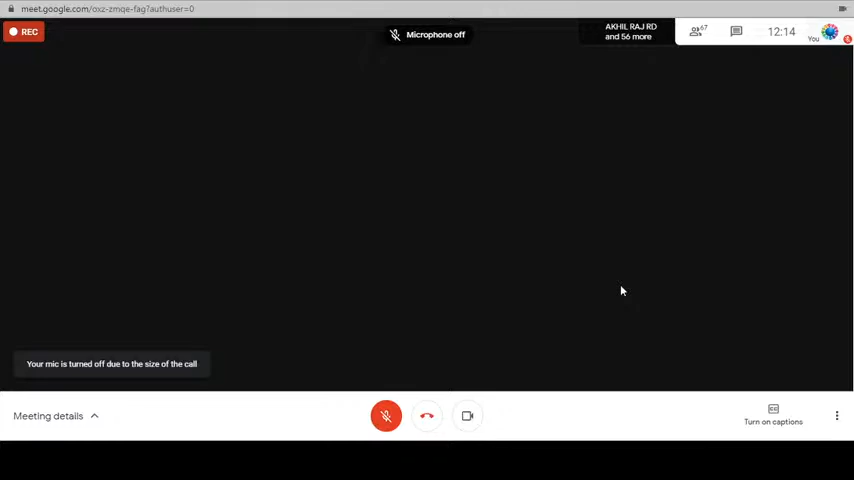 meet.google.com/oxz-zmqe-fag?authuser=0
REC
Microphone off
AKHIL RAJ RD
and 56 more
67
12:14
You
Your mic is turned off due to the size of the call
Meeting details
CC
Turn on captions